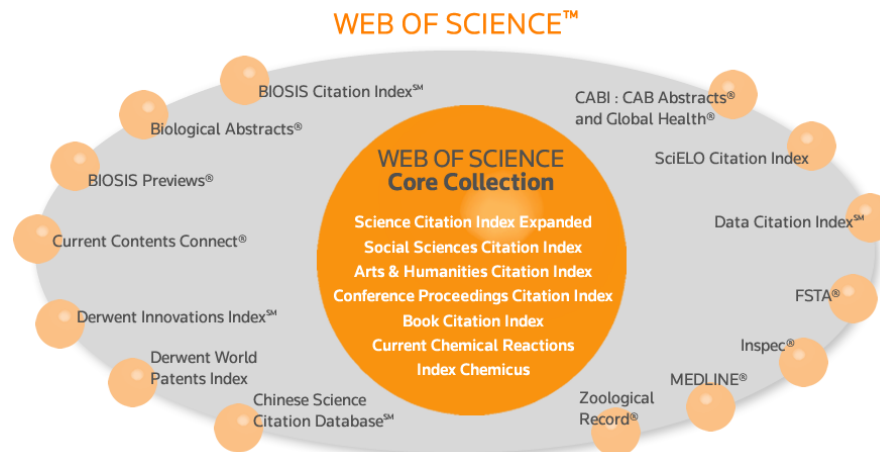 WEB OF SCIENCE™
BIOSIS Citation Index℠
Biological Abstracts®
BIOSIS Previews®
Current Contents Connect®
Derwent Innovations Index℠
Derwent World
Patents Index
Chinese Science
Citation Database℠
WEB OF SCIENCE
Core Collection
Science Citation Index Expanded
Social Sciences Citation Index
Arts & Humanities Citation Index
Conference Proceedings Citation Index
Book Citation Index
Current Chemical Reactions
Index Chemicus
CABI : CAB Abstracts®
and Global Health®
SciELO Citation Index
Data Citation Index℠
FSTA®
Inspec®
MEDLINE®
Zoological
Record®